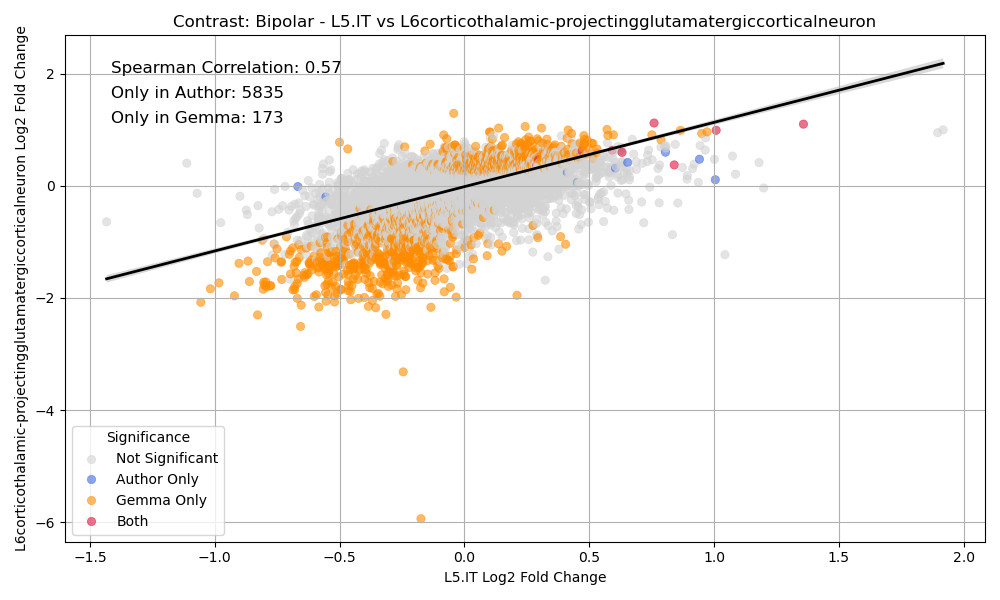 Contrast: Bipolar - L5.IT vs L6corticothalamic-projectingglutamatergiccorticalneuron
L6corticothalamic-projectingglutamatergiccorticalneuron Log2 Fold Change
Spearman Correlation: 0.57
Only in Author: 5835
Only in Gemma: 173
2
0
−2
−4
−6
Significance
Not Significant
Author Only
Gemma Only
Both
−1.5
−1.0
−0.5
0.0
0.5
1.0
1.5
2.0
L5.IT Log2 Fold Change